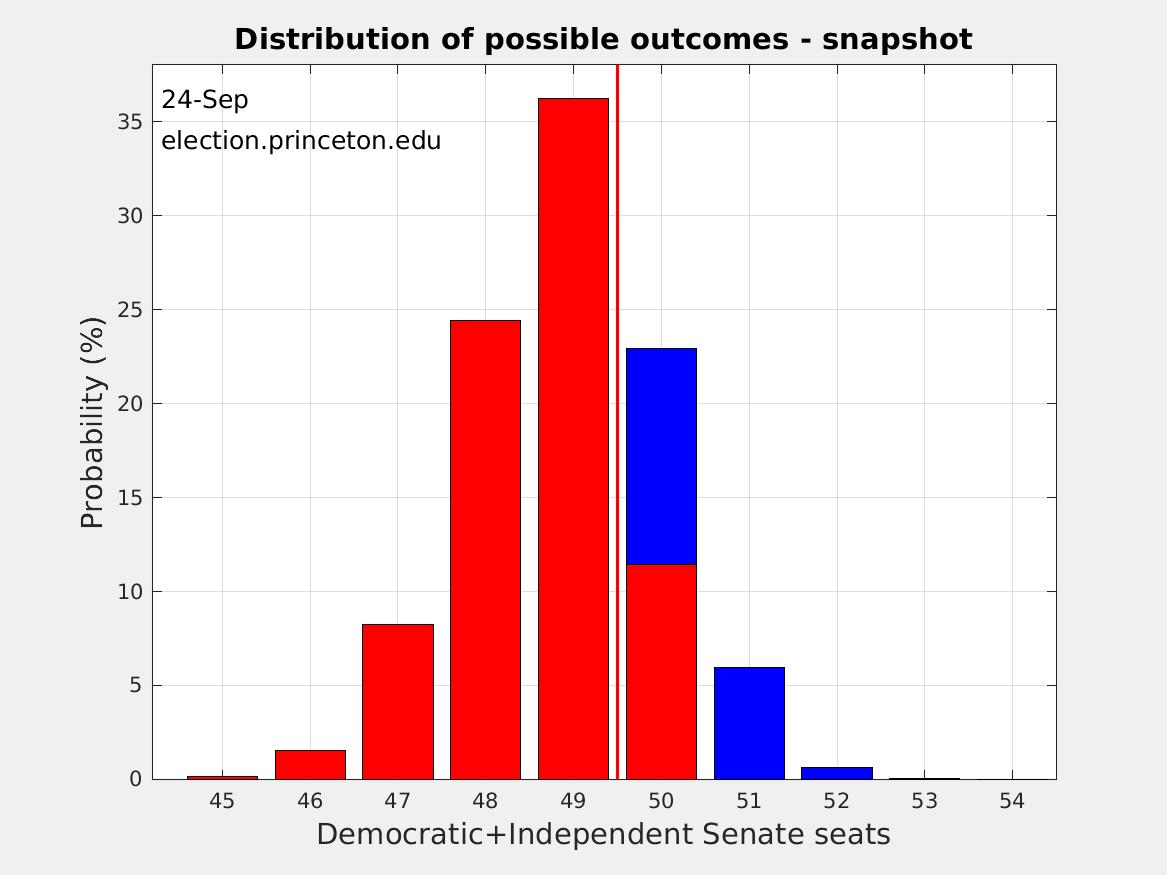 Distribution of possible outcomes - snapshot
24-Sep
election.princeton.edu
35
30
25
20
15
10
5
0
Probability (%)
45 46 47 48 49 50 51 52 53 54
Democratic+Independent Senate seats